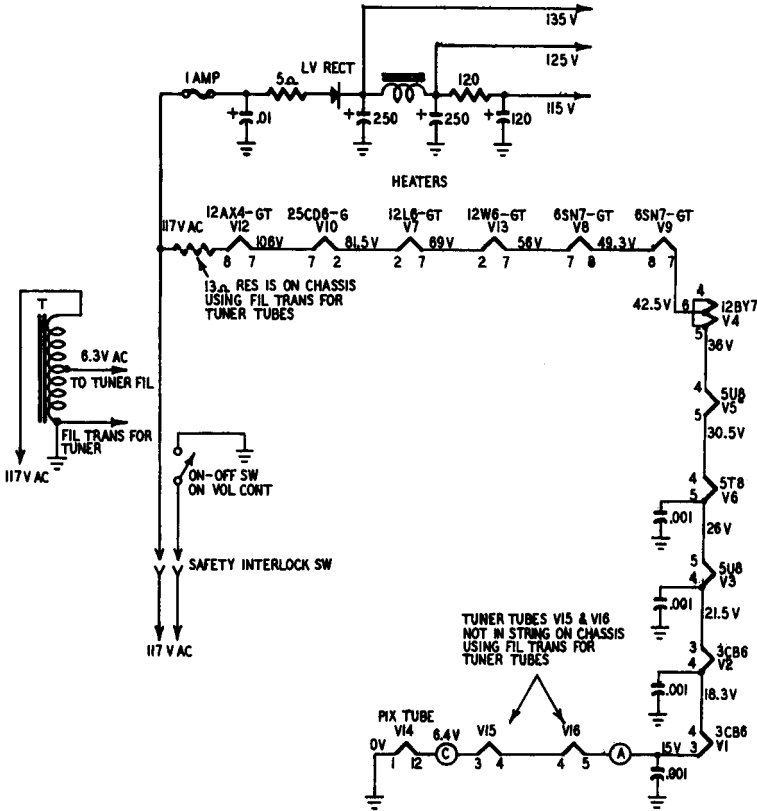 135 V
125 V
1 AMP
5Ω
LV RECT
120
115 V
+
.01
+
250
+
250
+
120
HEATERS
117V AC
12AX4-GT
V12
25CD6-G
V10
12L6-GT
V7
12W6-GT
V13
6SN7-GT
V8
6SN7-GT
V9
106V
81.5V
69V
56V
49.3V
8 7
7 2
2 7
2 7
7 8
8 7
13Ω RES IS ON CHASSIS
USING FIL TRANS FOR
TUNER TUBES
42.5V
4
6
5
12BY7
V4
36V
T
6.3V AC
TO TUNER FIL
FIL TRANS FOR
TUNER
117V AC
4
5
5U8
V5
30.5V
ON-OFF SW
ON VOL CONT
4
5
5T8
V6
.001
26V
SAFETY INTERLOCK SW
5
4
5U8
V3
.001
21.5V
117 V AC
TUNER TUBES V15 & V16
NOT IN STRING ON CHASSIS
USING FIL TRANS FOR
TUNER TUBES
3
4
3CB6
V2
.001
18.3V
PIX TUBE
V14
0V
1 12
6.4V
C
V15
3 4
V16
4 5
A
15V
4
3
3CB6
V1
.001